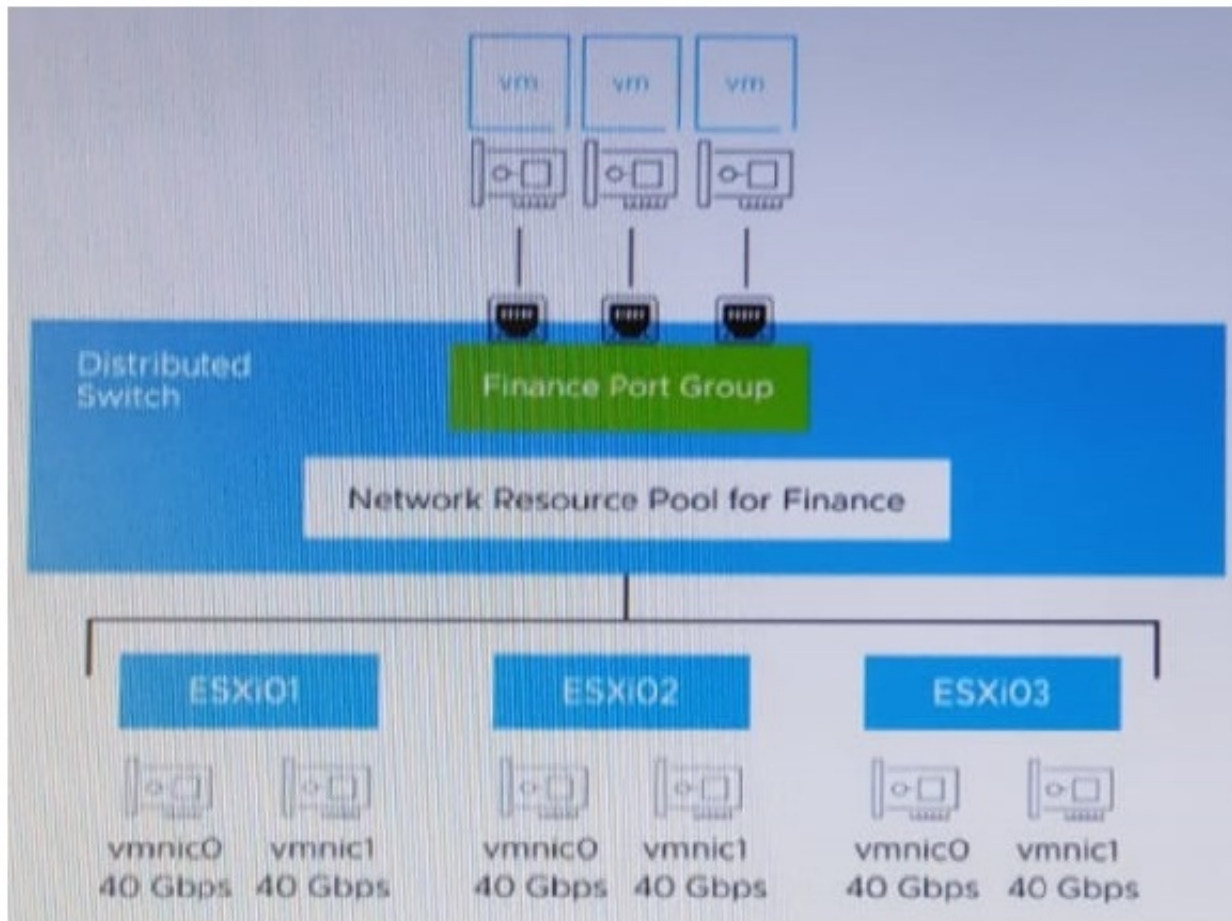 vm vm vm
Distributed
Switch
Finance Port Group
Network Resource Pool for Finance
ESXi01 ESXi02 ESXi03
vmnic0 vmnic1 vmnic0 vmnic1 vmnic0 vmnic1
40 Gbps 40 Gbps 40 Gbps 40 Gbps 40 Gbps 40 Gbps